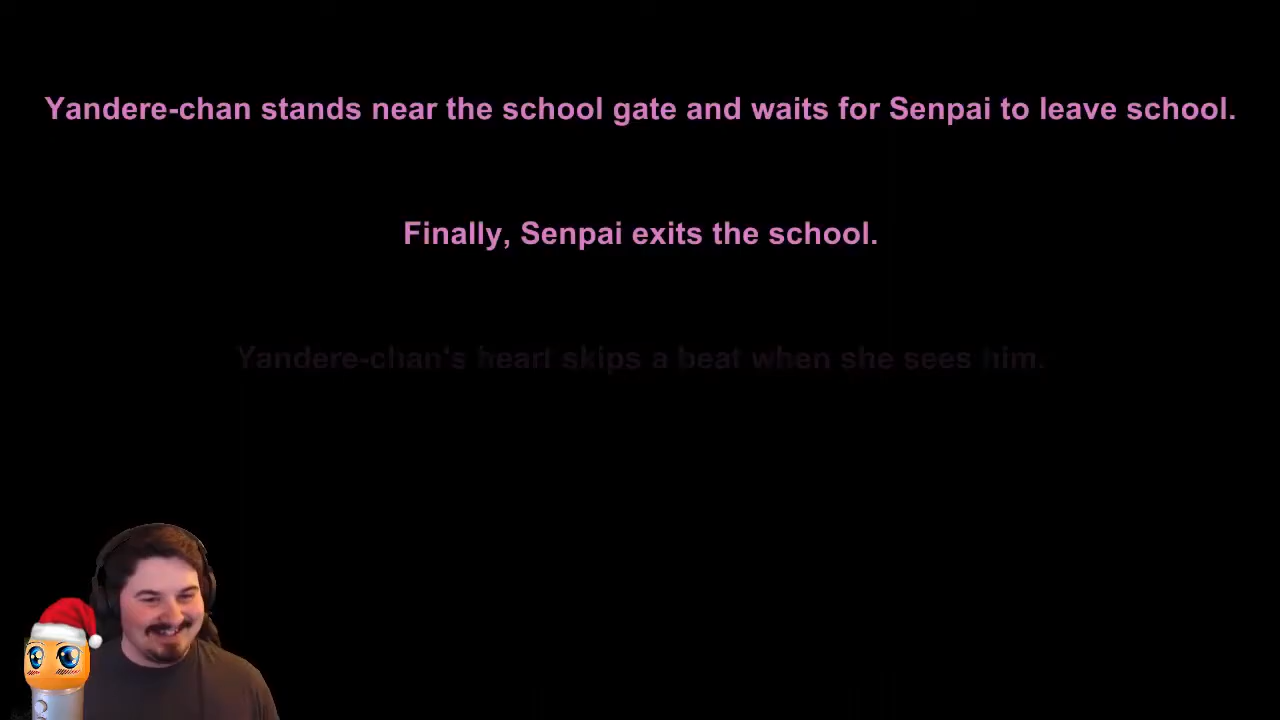 Yandere-chan stands near the school gate and waits for Senpai to leave school.
Finally, Senpai exits the school.
Yandere-chan's heart skips a beat when she sees him.